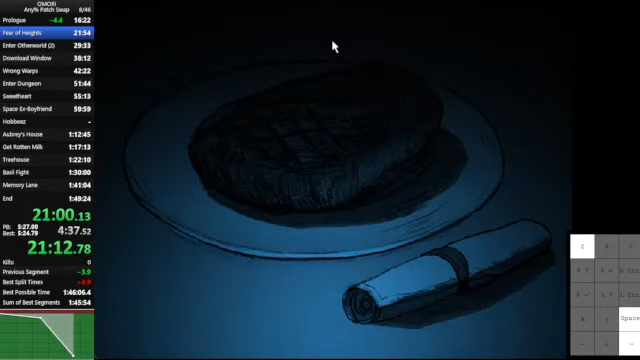 OMORI
Any% Patch Swap 8/46
Prologue -4.4 16:22
Fear of Heights 21:54
Enter Otherworld (2) 29:33
Download Window 38:12
Wrong Warps 42:22
Enter Dungeon 51:44
Sweetheart 55:13
Space Ex-Boyfriend 59:59
Hobbeez -
Aubrey's House 1:12:45
Get Rotten Milk 1:17:13
Treehouse 1:22:10
Basil Fight 1:30:00
Memory Lane 1:41:04
End 1:49:24
21:00.13
PB: 5:27.00
Best: 5:24.79
4:37.52
21:12.78
Kills: 0
Previous Segment -3.9
Best Split Times
Best Possible Time 1:46:06.4
Sum of Best Segments 1:45:54
Z
Space